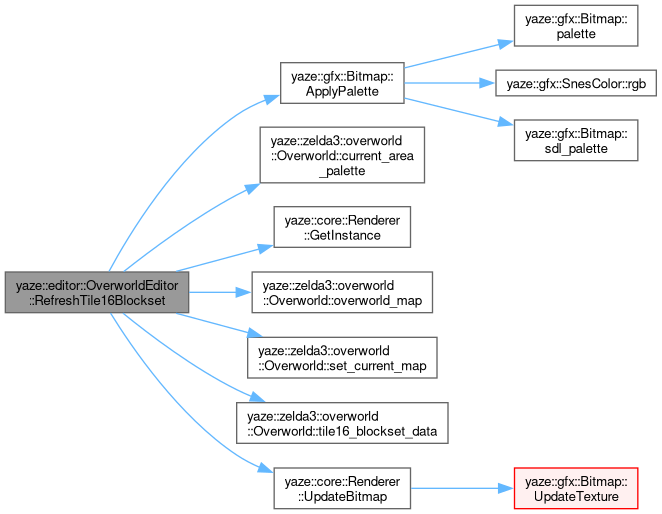 yaze::editor::OverworldEditor
::RefreshTile16Blockset
yaze::gfx::Bitmap::
ApplyPalette
yaze::gfx::Bitmap::
palette
yaze::gfx::SnesColor::rgb
yaze::gfx::Bitmap::
sdl_palette
yaze::zelda3::overworld
::Overworld::current_area
_palette
yaze::core::Renderer
::GetInstance
yaze::zelda3::overworld
::Overworld::overworld_map
yaze::zelda3::overworld
::Overworld::set_current_map
yaze::zelda3::overworld
::Overworld::tile16_blockset_data
yaze::core::Renderer
::UpdateBitmap
yaze::gfx::Bitmap::
UpdateTexture